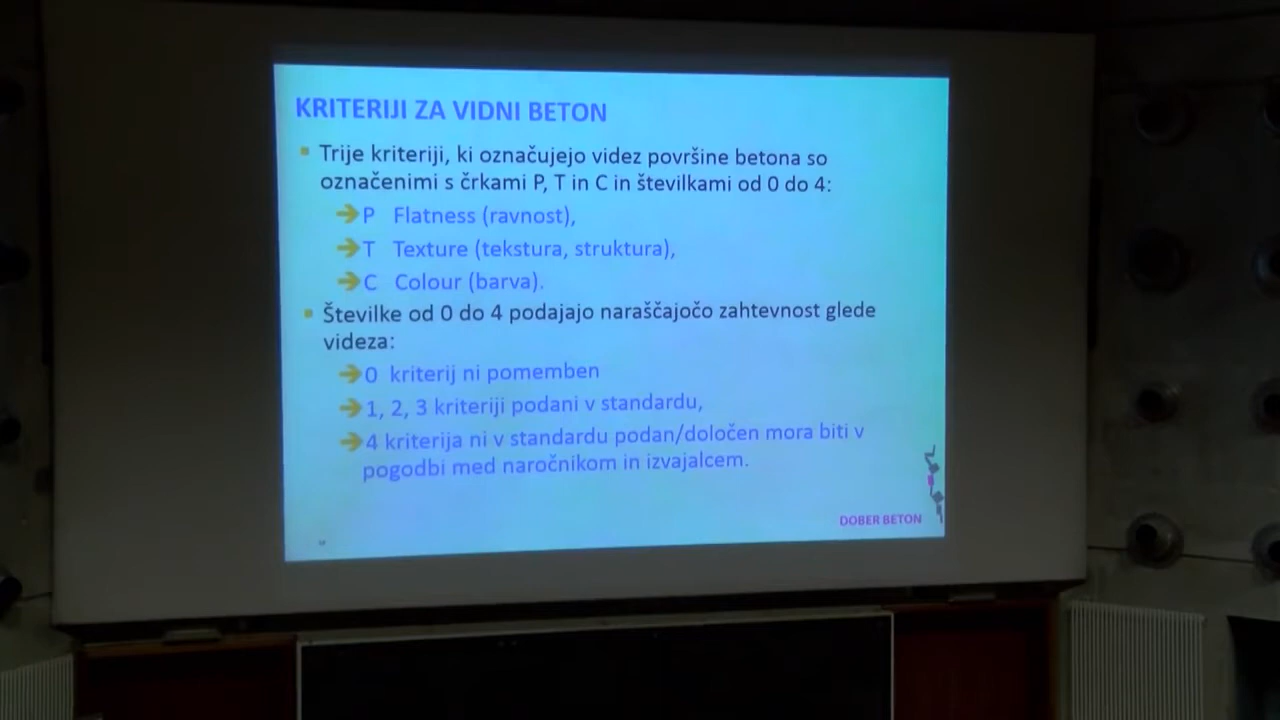 KRITERIJI ZA VIDNI BETON
Trije kriteriji, ki označujejo videz površine betona so
označenimi s črkami P, T in C in številkami od 0 do 4:
P Flatness (ravnost),
T Texture (tekstura, struktura),
C Colour (barva).
Številke od 0 do 4 podajajo naraščajočo zahtevnost glede
videza:
0 kriterij ni pomemben
1, 2, 3 kriteriji podani v standardu,
4 kriterija ni v standardu podan/določen mora biti v
pogodbi med naročnikom in izvajalcem.
DOBER BETON